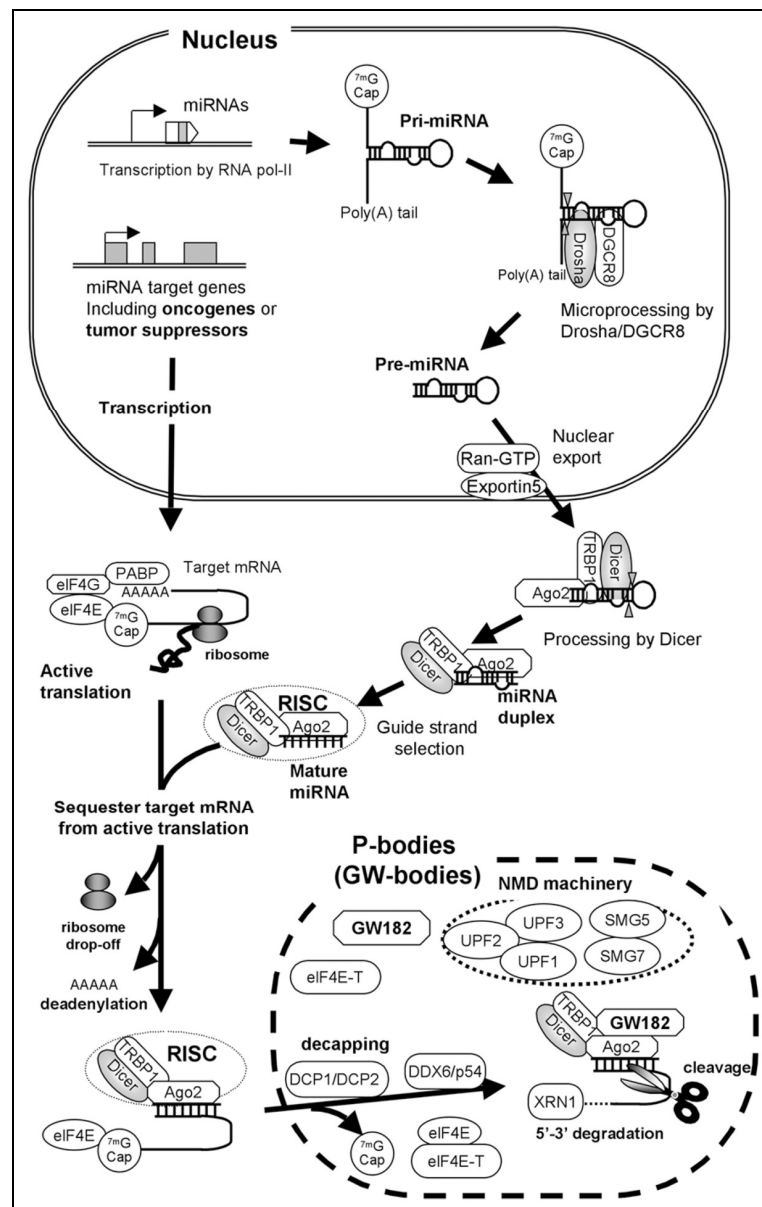 Nucleus
miRNAs
Transcription by RNA pol-II
7mG
Cap
Pri-miRNA
Poly(A) tail
7mG
Cap
Drosha
DGCR8
Poly(A) tail
Microprocessing by
Drosha/DGCR8
miRNA target genes
Including oncogenes or
tumor suppressors
Pre-miRNA
Transcription
Nuclear
export
Ran-GTP
Exportin5
TRBP1
Dicer
Ago2
Processing by Dicer
Target mRNA
PABP
eIF4G
AAAAA
eIF4E
7mG
Cap
ribosome
Active
translation
TRBP1
Dicer
Ago2
miRNA
duplex
Guide strand
selection
RISC
TRBP1
Dicer
Ago2
Mature
miRNA
Sequester target mRNA
from active translation
ribosome
drop-off
AAAAA
deadenylation
RISC
TRBP1
Dicer
Ago2
eIF4E
7mG
Cap
P-bodies
(GW-bodies)
NMD machinery
GW182
UPF3
SMG5
UPF2
UPF1
SMG7
eIF4E-T
TRBP1
Dicer
GW182
Ago2
decapping
DCP1/DCP2
DDX6/p54
cleavage
XRN1
5’-3’ degradation
7mG
Cap
eIF4E
eIF4E-T